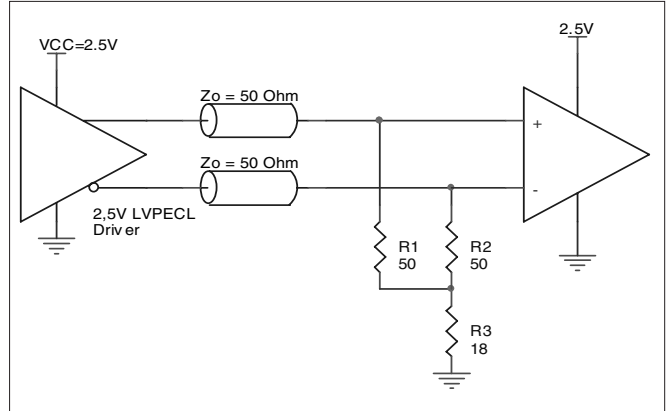 VCC=2.5V
2.5V
Zo = 50 Ohm
Zo = 50 Ohm
+
-
2,5V LVPECL
Driver
R1
50
R2
50
R3
18